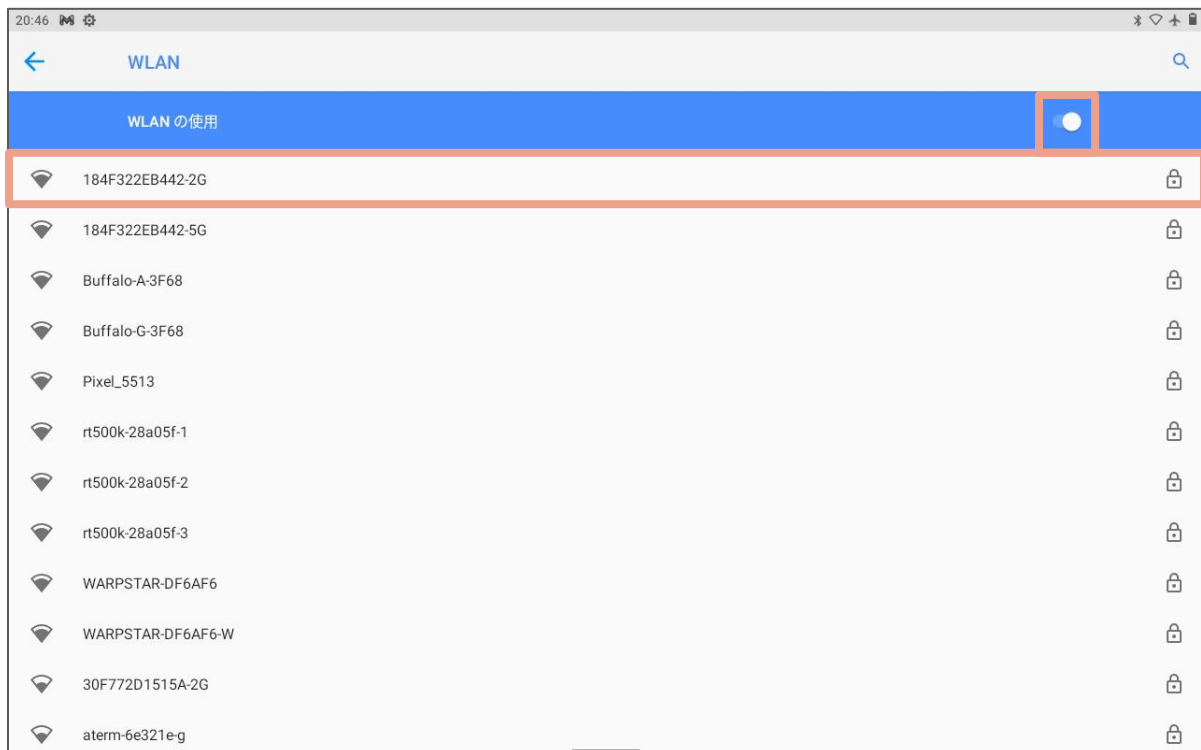 20:46
WLAN
WLAN の使用
184F322EB442-2G
184F322EB442-5G
Buffalo-A-3F68
Buffalo-G-3F68
Pixel_5513
rt500k-28a05f-1
rt500k-28a05f-2
rt500k-28a05f-3
WARPSTAR-DF6AF6
WARPSTAR-DF6AF6-W
30F772D1515A-2G
aterm-6e321e-g